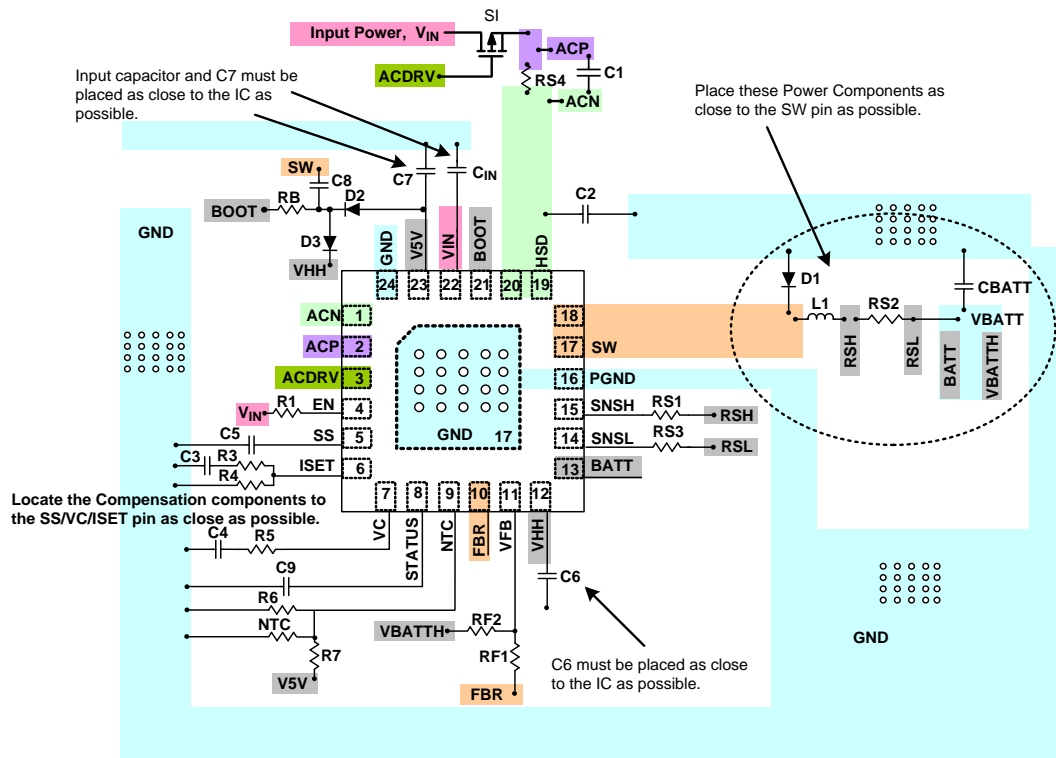 SI
Input Power, VIN
ACP
ACDRV
RS4
C1
ACN
Input capacitor and C7 must be
placed as close to the IC as
possible.
Place these Power Components as
close to the SW pin as possible.
SW
C8
C7
CIN
D2
RB
BOOT
C2
GND
D3
VHH
GND
V5V
VIN
BOOT
HSD
24
23
22
21
20
19
D1
CBATT
L1
RS2
VBATT
RSH
RSL
BATT
VBATTH
ACN
1
18
ACP
2
17
SW
ACDRV
3
16
PGND
VIN
R1
EN
4
15
SNSH
RS1
RSH
C5
SS
5
GND
17
14
SNSL
RS3
RSL
C3
R3
ISET
6
13
BATT
R4
Locate the Compensation components to
the SS/VC/ISET pin as close as possible.
7
8
9
10
11
12
VC
STATUS
NTC
FBR
VFB
VHH
C4
R5
C9
C6
R6
NTC
R7
V5V
VBATTH
RF2
RF1
FBR
C6 must be placed as close
to the IC as possible.
GND